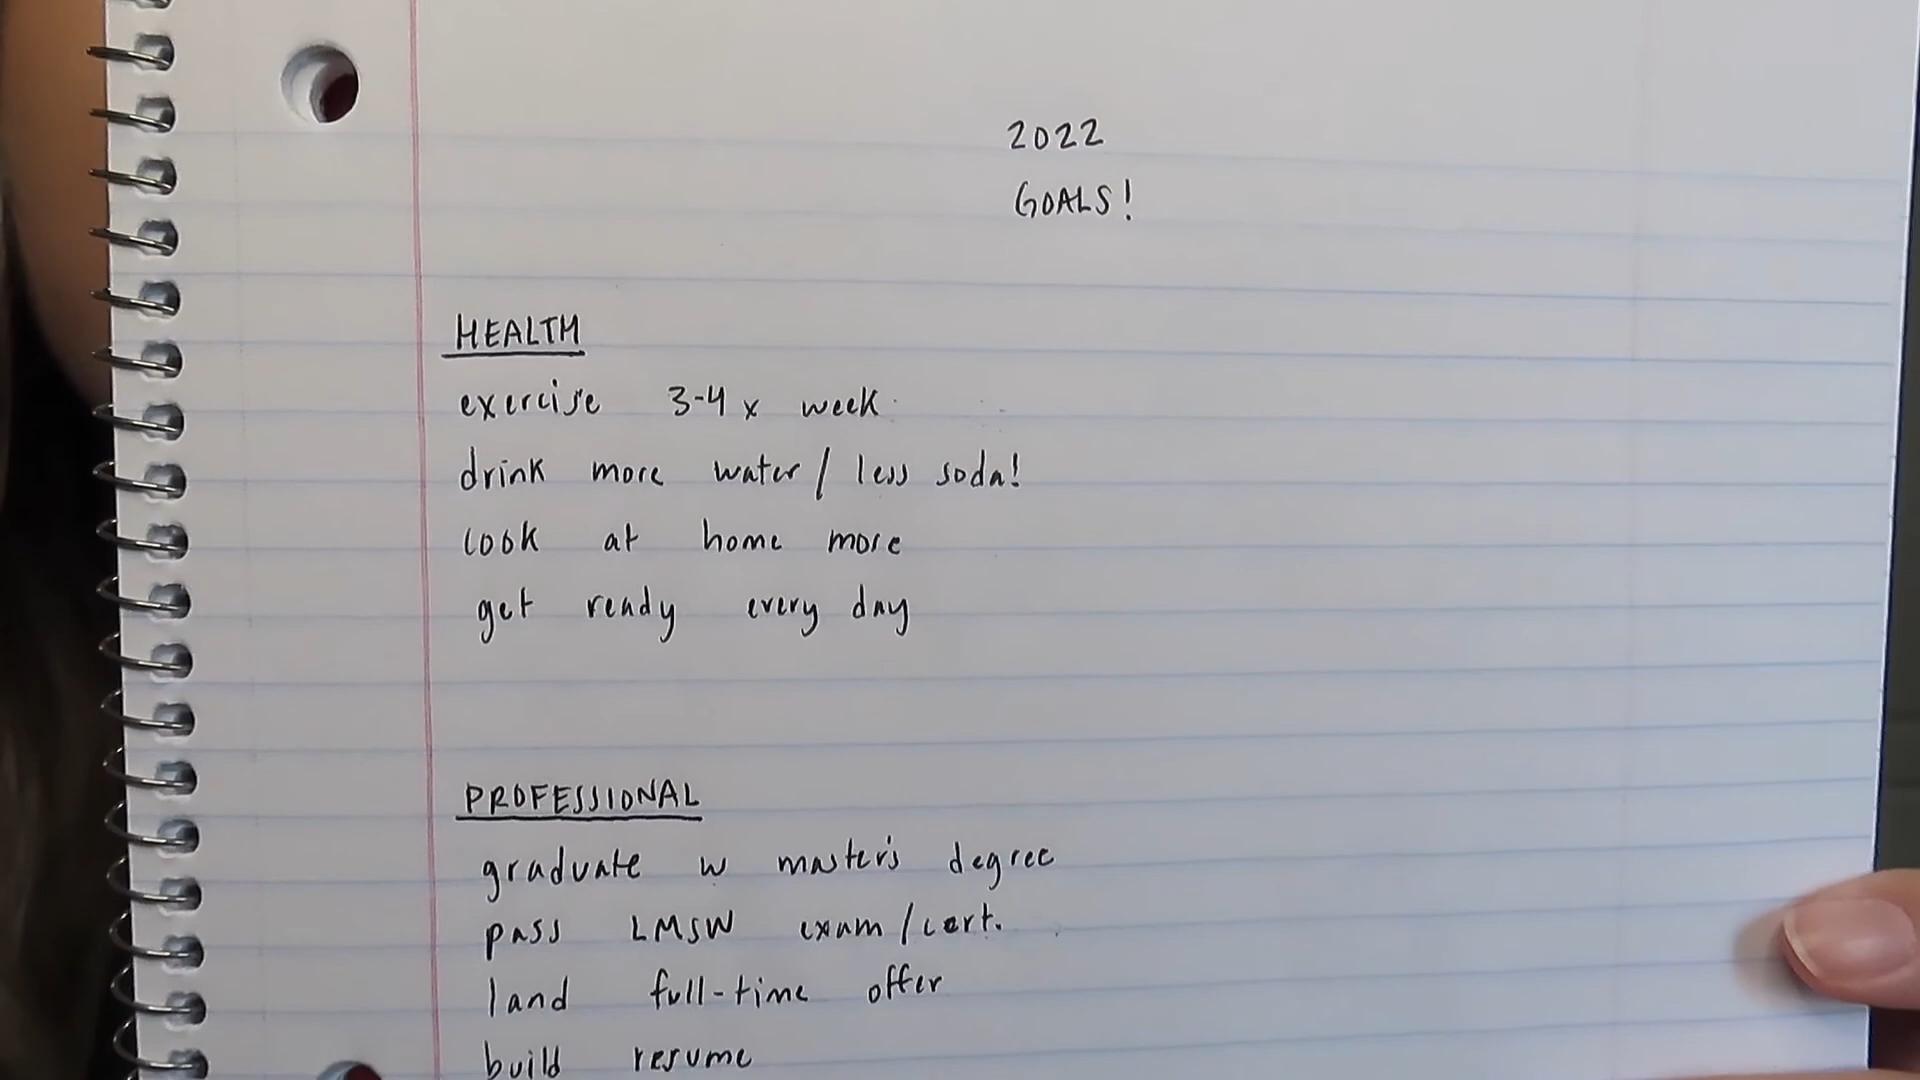 2022
GOALS!
HEALTH
exercise 3-4 x week
drink more water / less soda!
cook at home more
get ready every day
PROFESSIONAL
graduate w master's degree
pass LMSW exam / cert.
land full-time offer
build resume